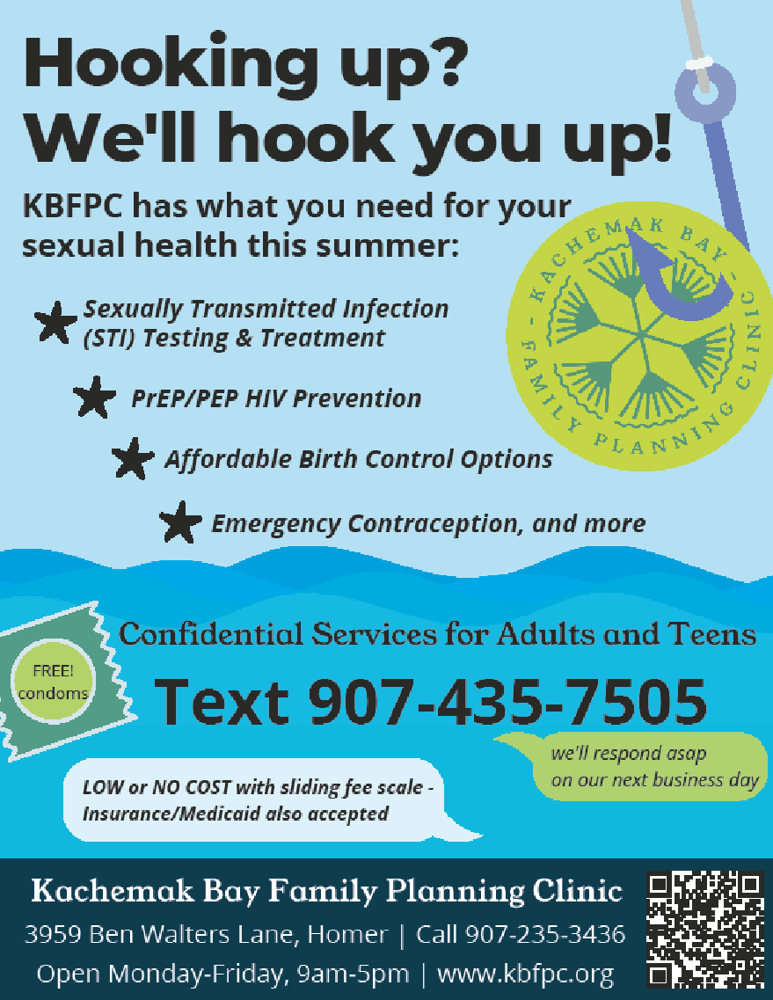 Hooking up?
We'll hook you up!
KBFPC has what you need for your
sexual health this summer:
KACHEMAK BAY -
FAMILY PLANNING CLINIC -
Sexually Transmitted Infection
(STI) Testing & Treatment
PrEP/PEP HIV Prevention
Affordable Birth Control Options
Emergency Contraception, and more
Confidential Services for Adults and Teens
FREE!
condoms
Text 907-435-7505
we'll respond asap
on our next business day
LOW or NO COST with sliding fee scale -
Insurance/Medicaid also accepted
Kachemak Bay Family Planning Clinic
3959 Ben Walters Lane, Homer | Call 907-235-3436
Open Monday-Friday, 9am-5pm | www.kbfpc.org